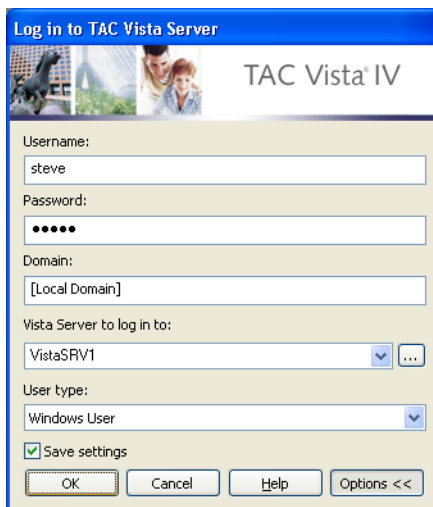 Log in to TAC Vista Server
TAC Vista® IV
Username:
steve
Password:
●●●●●
Domain:
[Local Domain]
Vista Server to log in to:
VistaSRV1
...
User type:
Windows User
Save settings
OK Cancel Help Options <<